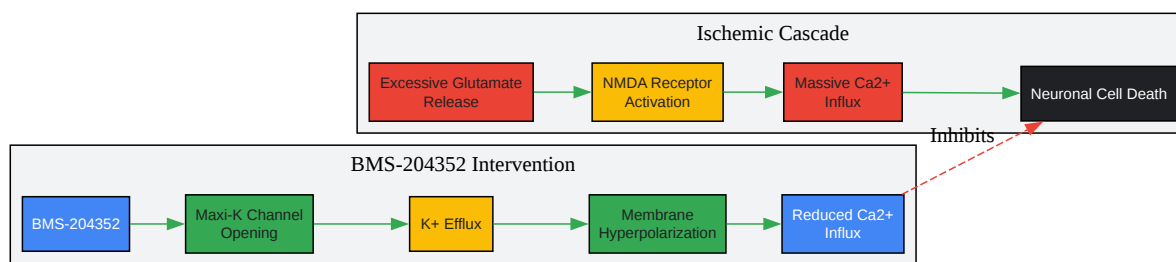 Ischemic Cascade
Excessive Glutamate
Release
NMDA Receptor
Activation
Massive Ca2+
Influx
Neuronal Cell Death
Inhibits
BMS-204352 Intervention
BMS-204352
Maxi-K Channel
Opening
K+ Efflux
Membrane
Hyperpolarization
Reduced Ca2+
Influx